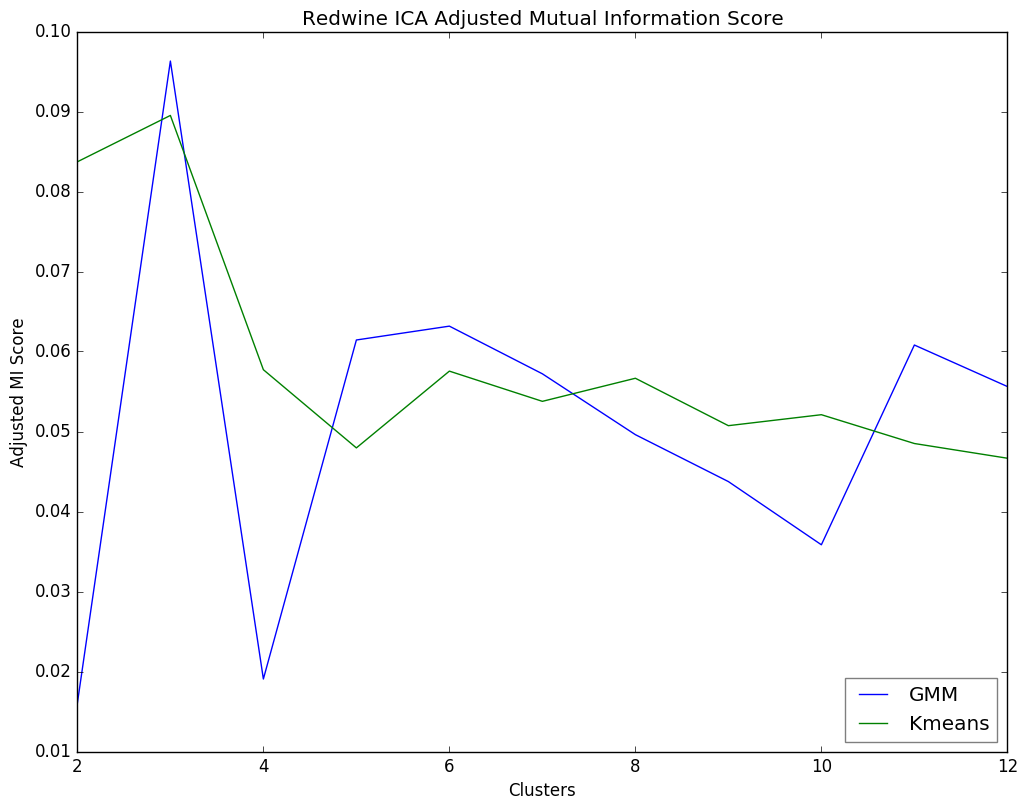 Redwine ICA Adjusted Mutual Information Score
0.10
0.09
0.08
0.07
0.06
0.05
0.04
0.03
0.02
0.01
Adjusted MI Score
2 4 6 8 10 12
Clusters
GMM
Kmeans